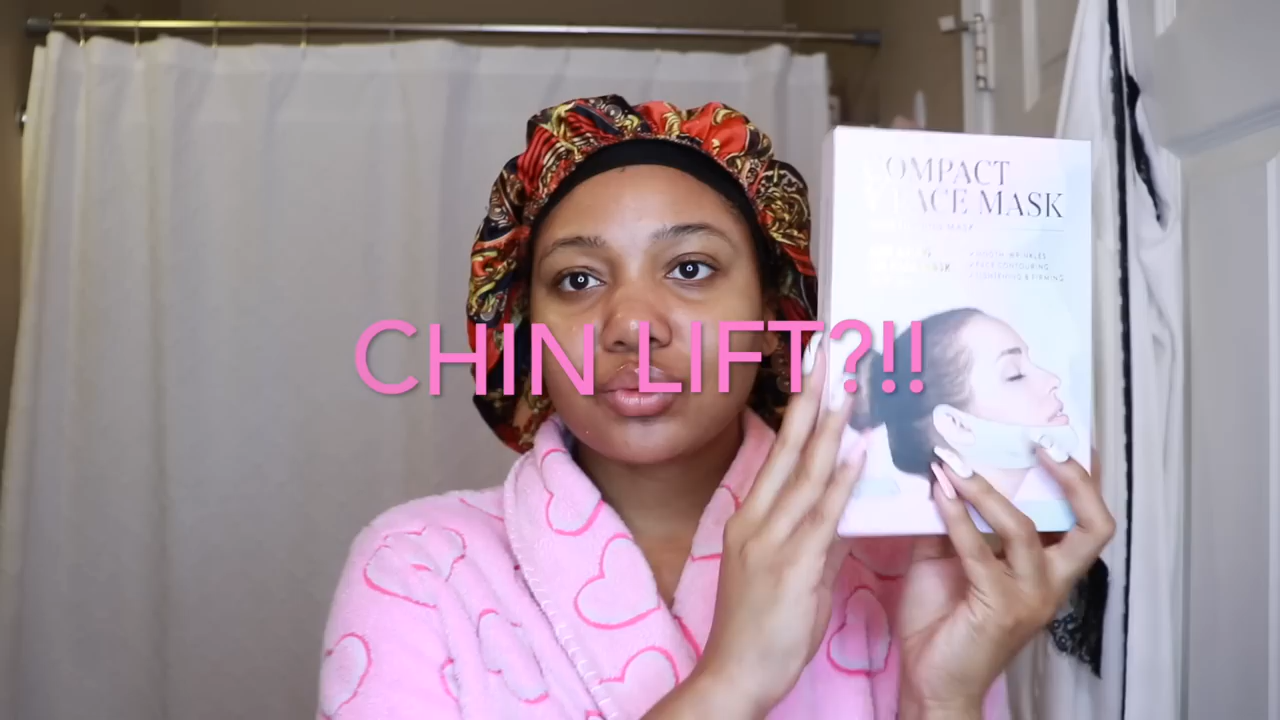 COMPACT
FACE MASK
SMOOTH WRINKLES
FACE CONTOURING
TIGHTENING & FIRMING
CHIN LIFT?!!